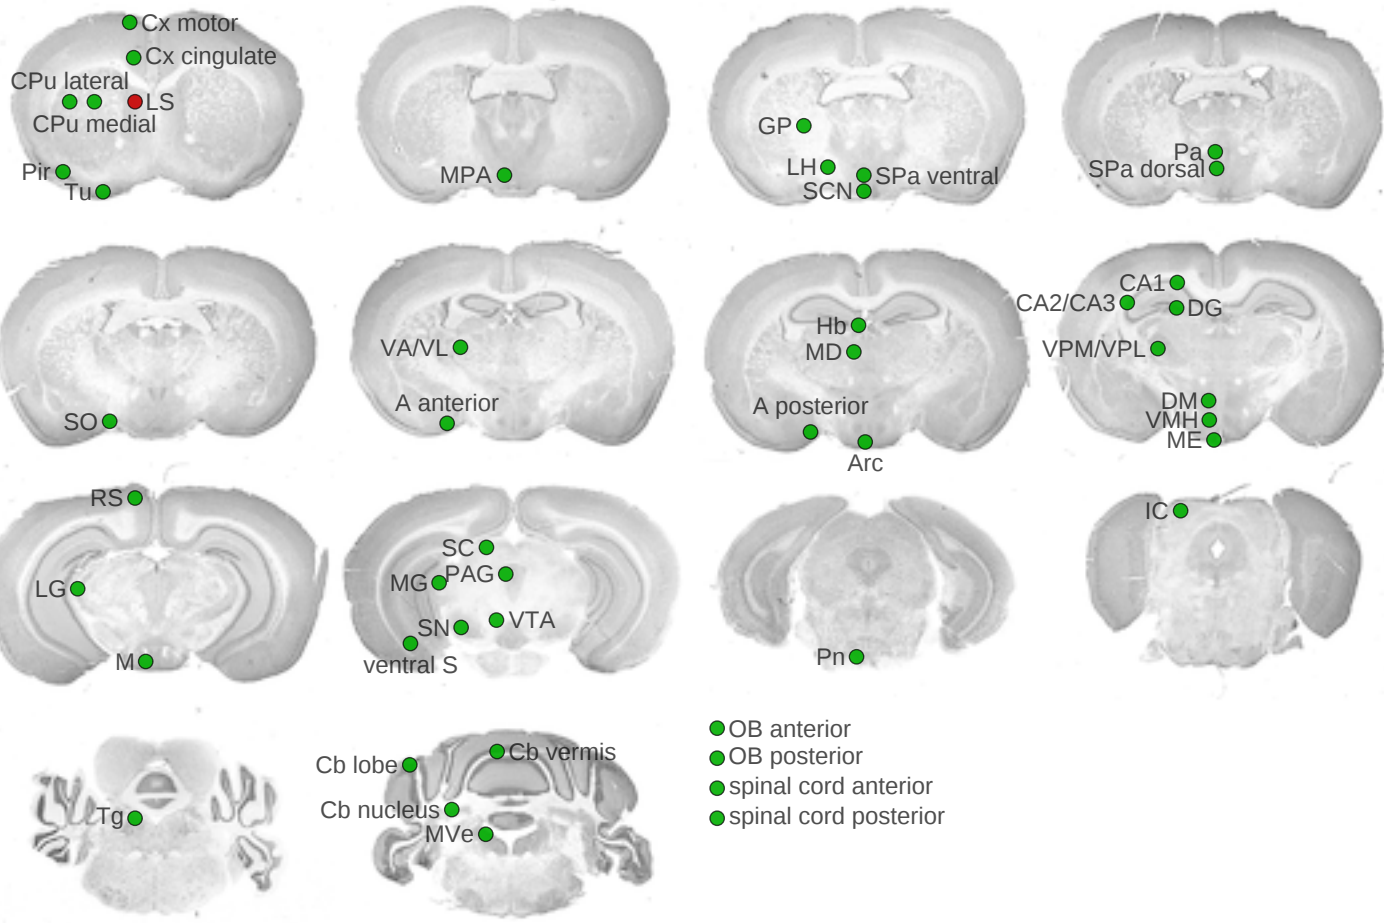 Cx motor
Cx cingulate
CPu lateral
LS
CPu medial
Pir
Tu
MPA
GP
LH
SPa ventral
SCN
Pa
SPa dorsal
SO
VA/VL
A anterior
Hb
MD
A posterior
Arc
CA1
CA2/CA3
DG
VPM/VPL
DM
VMH
ME
RS
LG
M
SC
MG
PAG
SN
VTA
ventral S
Pn
IC
Tg
Cb lobe
Cb vermis
Cb nucleus
MVe
OB anterior
OB posterior
spinal cord anterior
spinal cord posterior